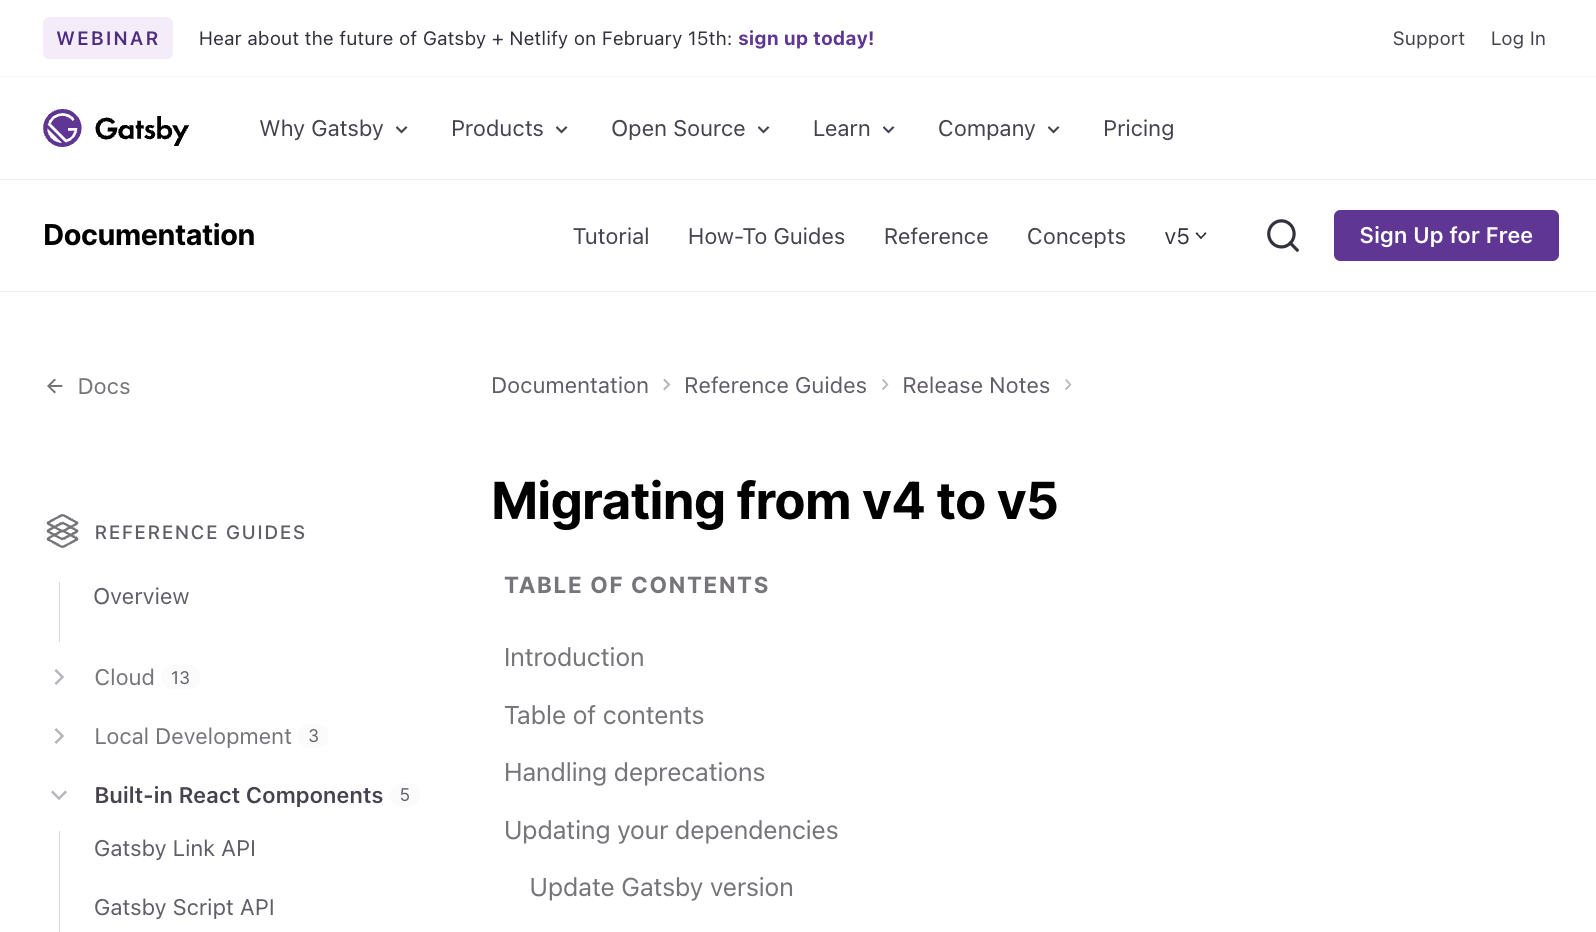 WEBINAR Hear about the future of Gatsby + Netlify on February 15th: sign up today! Support Log In
Gatsby Why Gatsby Products Open Source Learn Company Pricing
Documentation Tutorial How-To Guides Reference Concepts v5 Sign Up for Free
Docs
Documentation Reference Guides Release Notes
Migrating from v4 to v5
TABLE OF CONTENTS
Introduction
Table of contents
Handling deprecations
Updating your dependencies
Update Gatsby version
REFERENCE GUIDES
Overview
Cloud 13
Local Development 3
Built-in React Components 5
Gatsby Link API
Gatsby Script API